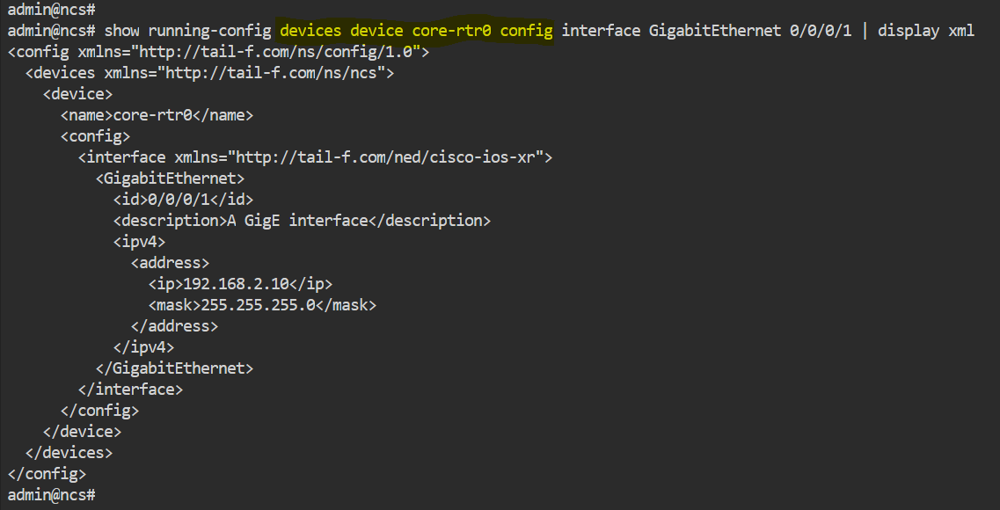 admin@ncs#
admin@ncs# show running-config devices device core-rtr0 config interface GigabitEthernet 0/0/0/1 | display xml
<config xmlns="http://tail-f.com/ns/config/1.0">
  <devices xmlns="http://tail-f.com/ns/ncs">
    <device>
      <name>core-rtr0</name>
      <config>
        <interface xmlns="http://tail-f.com/ned/cisco-ios-xr">
          <GigabitEthernet>
            <id>0/0/0/1</id>
            <description>A GigE interface</description>
            <ipv4>
              <address>
                <ip>192.168.2.10</ip>
                <mask>255.255.255.0</mask>
              </address>
            </ipv4>
          </GigabitEthernet>
        </interface>
      </config>
    </device>
  </devices>
</config>
admin@ncs#